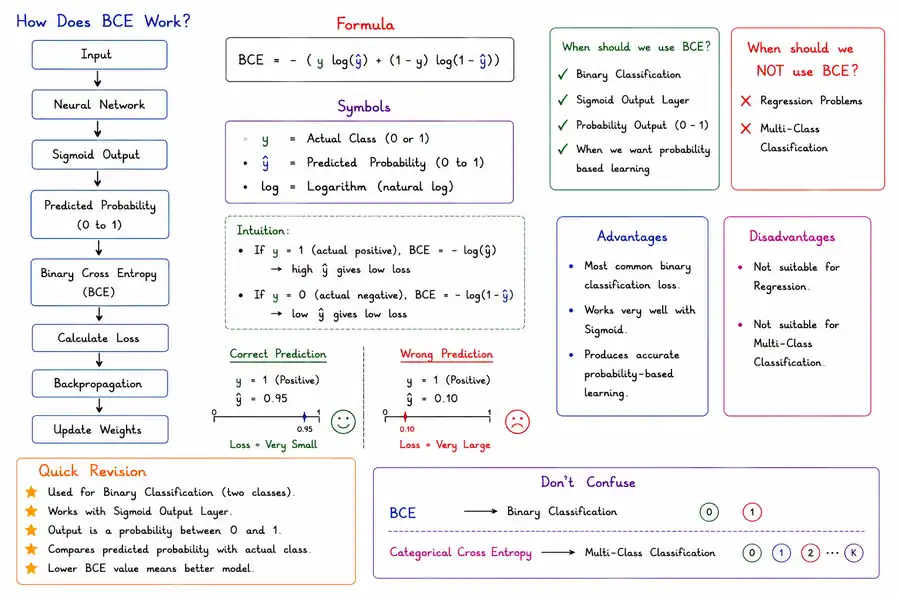 How Does BCE Work?
Input
Neural Network
Sigmoid Output
Predicted Probability
(0 to 1)
Binary Cross Entropy
(BCE)
Calculate Loss
Backpropagation
Update Weights
Formula
BCE = - ( y log(ŷ) + (1 - y) log(1 - ŷ))
Symbols
• y = Actual Class (0 or 1)
• ŷ = Predicted Probability (0 to 1)
• log = Logarithm (natural log)
Intuition:
• If y = 1 (actual positive), BCE = - log(ŷ)
→ high ŷ gives low loss
• If y = 0 (actual negative), BCE = - log(1 - ŷ)
→ low ŷ gives low loss
Correct Prediction
y = 1 (Positive)
ŷ = 0.95
0 1
0.95
Loss = Very Small
Wrong Prediction
y = 1 (Positive)
ŷ = 0.10
0 1
0.10
Loss = Very Large
When should we use BCE?
✓ Binary Classification
✓ Sigmoid Output Layer
✓ Probability Output (0 - 1)
✓ When we want probability
based learning
When should we
NOT use BCE?
✗ Regression Problems
✗ Multi-Class
Classification
Advantages
• Most common binary
classification loss.
• Works very well with
Sigmoid.
• Produces accurate
probability-based
learning.
Disadvantages
• Not suitable for
Regression.
• Not suitable for
Multi-Class
Classification.
Quick Revision
★ Used for Binary Classification (two classes).
★ Works with Sigmoid Output Layer.
★ Output is a probability between 0 and 1.
★ Compares predicted probability with actual class.
★ Lower BCE value means better model.
Don't Confuse
BCE → Binary Classification 0 1
Categorical Cross Entropy → Multi-Class Classification 0 1 2 ... K